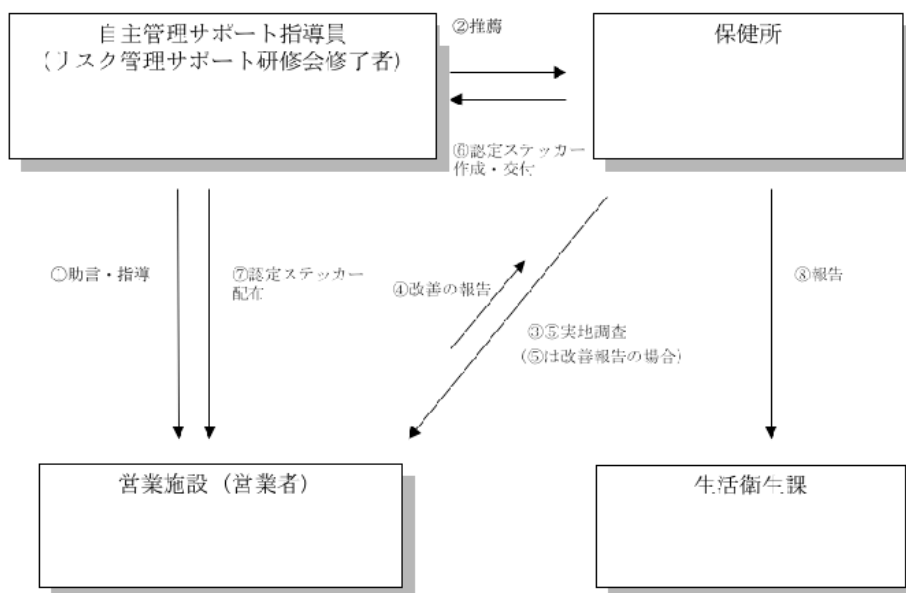 自主管理サポート指導員
（リスク管理サポート研修会修了者）
②推薦
保健所
⑥認定ステッカー
作成・交付
①助言・指導
⑦認定ステッカー
配布
④改善の報告
③⑤実地調査
(⑤は改善報告の場合)
⑧報告
営業施設（営業者）
生活衛生課